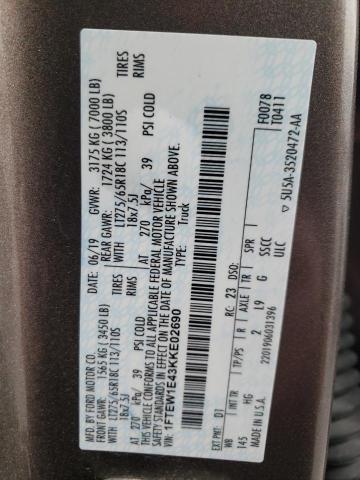 MFD. BY FORD MOTOR CO.
DATE: 06/19 GVWR: 3175 KG ( 7000 LB)
FRONT GAWR: 1565 KG ( 3450 LB) REAR GAWR: 1724 KG ( 3800 LB)
WITH LT275/65R18C 113/110S TIRES WITH LT275/65R18C 113/110S TIRES
18x7.5J RIMS 18x7.5J RIMS
AT 270 kPa/ 39 PSI COLD AT 270 kPa/ 39 PSI COLD
THIS VEHICLE CONFORMS TO ALL APPLICABLE FEDERAL MOTOR VEHICLE
SAFETY STANDARDS IN EFFECT ON THE DATE OF MANUFACTURE SHOWN ABOVE.
VIN: 1FTEW1E43KKE02690 TYPE: Truck
F0078
T0411
EXT PNT: D1 RC: 23 DSO:
WB INT TR TP/PS R AXLE TR SPR
145 HG 2 L9 G SSCC
MADE IN U.S.A. 2201906031396 ULC
5U5A-3520472-AA